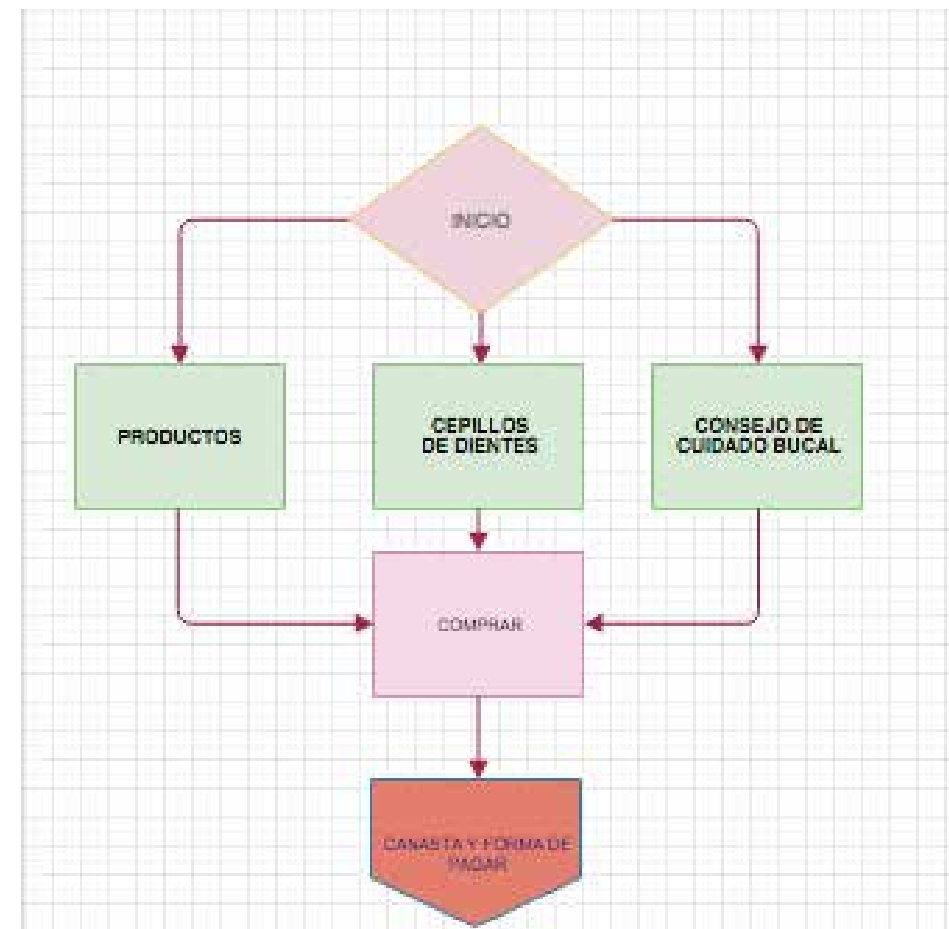 INICIO
PRODUCTOS
CEPILLOS
DE DIENTES
CONSEJO DE
CUIDADO BUCAL
COMPRAR
CANASTA Y FORMA DE
PAGAR